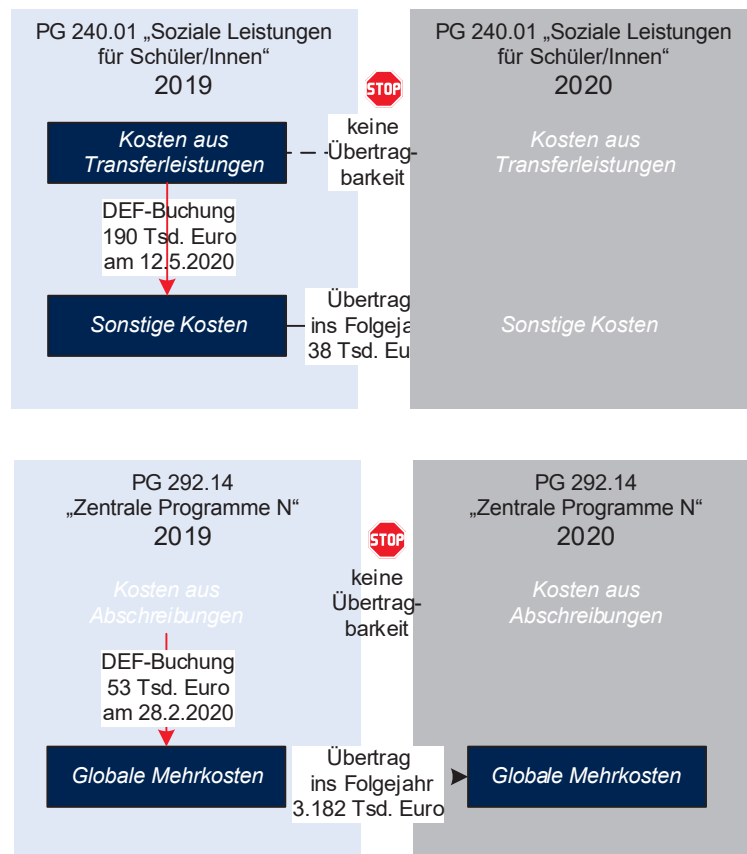 PG 240.01 „Soziale Leistungen
für Schüler/Innen“
2019
STOP
PG 240.01 „Soziale Leistungen
für Schüler/Innen“
2020
Kosten aus
Transferleistungen
keine
Übertrag-
barkeit
Kosten aus
Transferleistungen
DEF-Buchung
190 Tsd. Euro
am 12.5.2020
Sonstige Kosten
Übertrag
ins Folgeja
38 Tsd. Eu
Sonstige Kosten
PG 292.14
„Zentrale Programme N“
2019
STOP
PG 292.14
„Zentrale Programme N“
2020
Kosten aus
Abschreibungen
keine
Übertrag-
barkeit
Kosten aus
Abschreibungen
DEF-Buchung
53 Tsd. Euro
am 28.2.2020
Globale Mehrkosten
Übertrag
ins Folgejahr
3.182 Tsd. Euro
Globale Mehrkosten